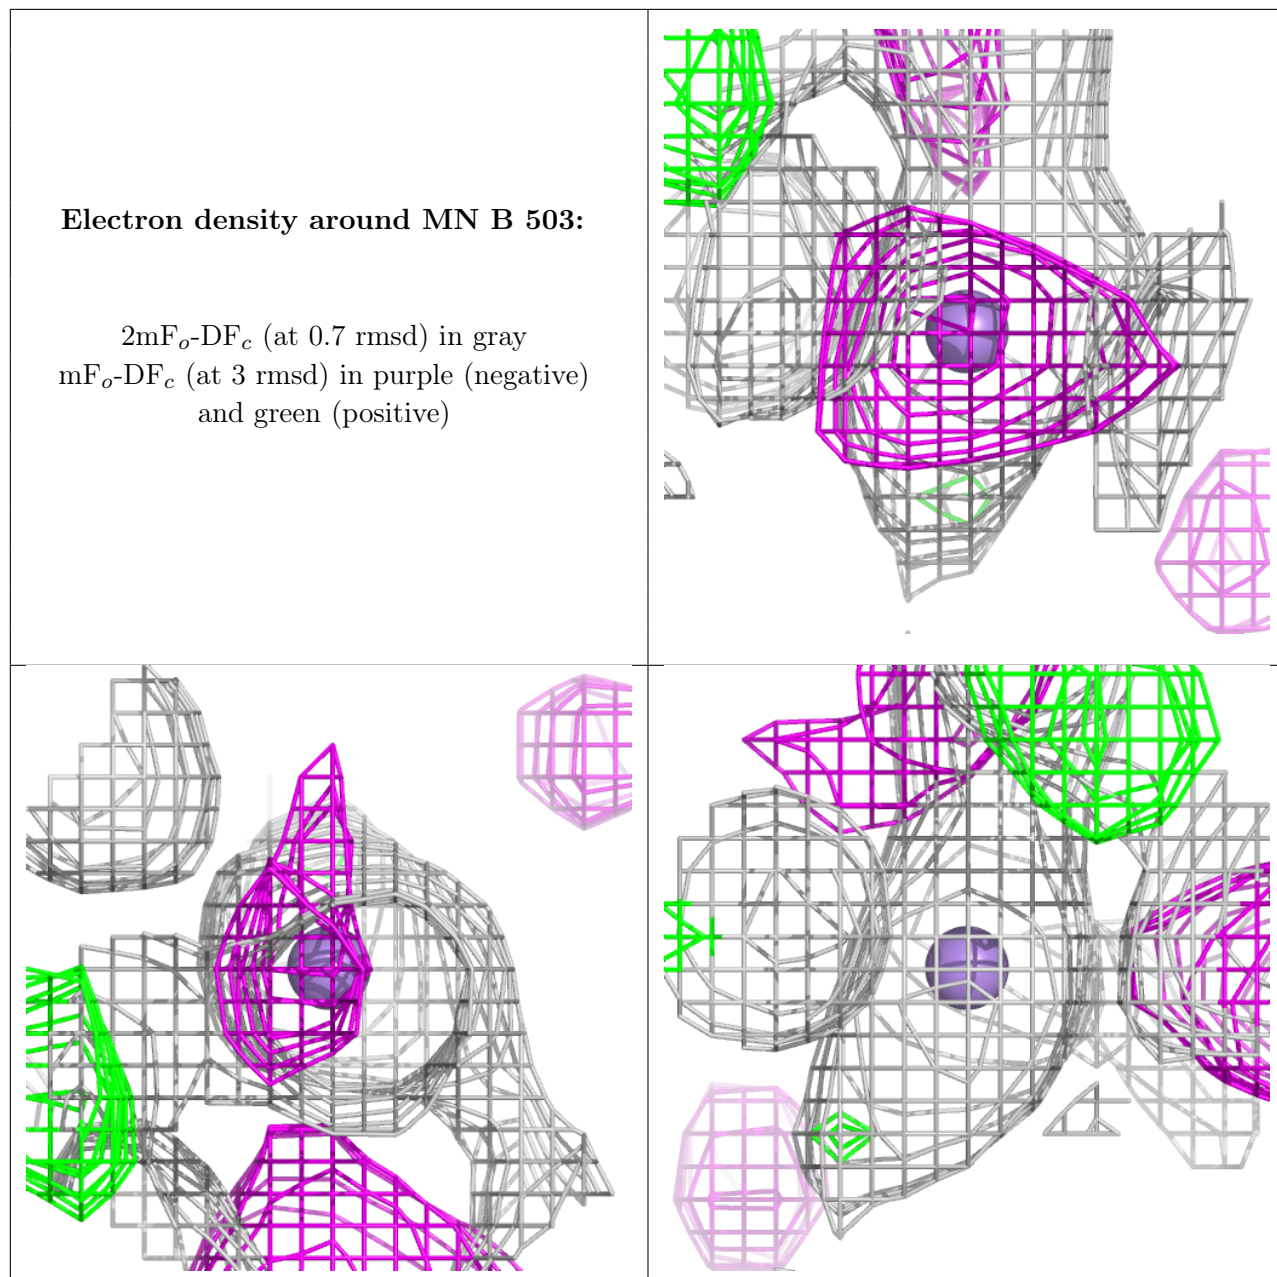 Electron density around MN B 503:
2mFo-DFc (at 0.7 rmsd) in gray
mFo-DFc (at 3 rmsd) in purple (negative)
and green (positive)